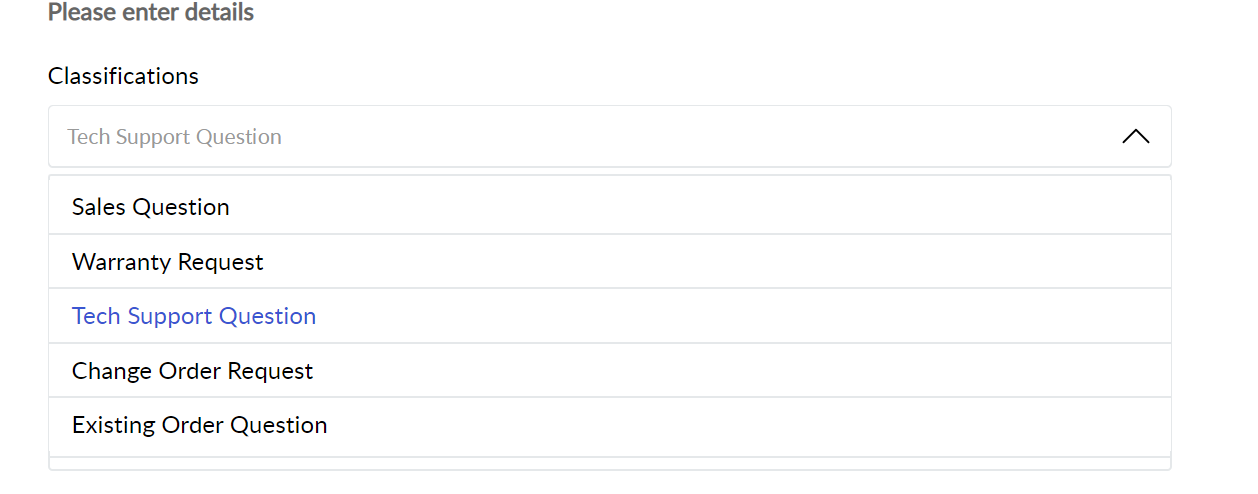 Please enter details
Classifications
Tech Support Question
Sales Question
Warranty Request
Tech Support Question
Change Order Request
Existing Order Question